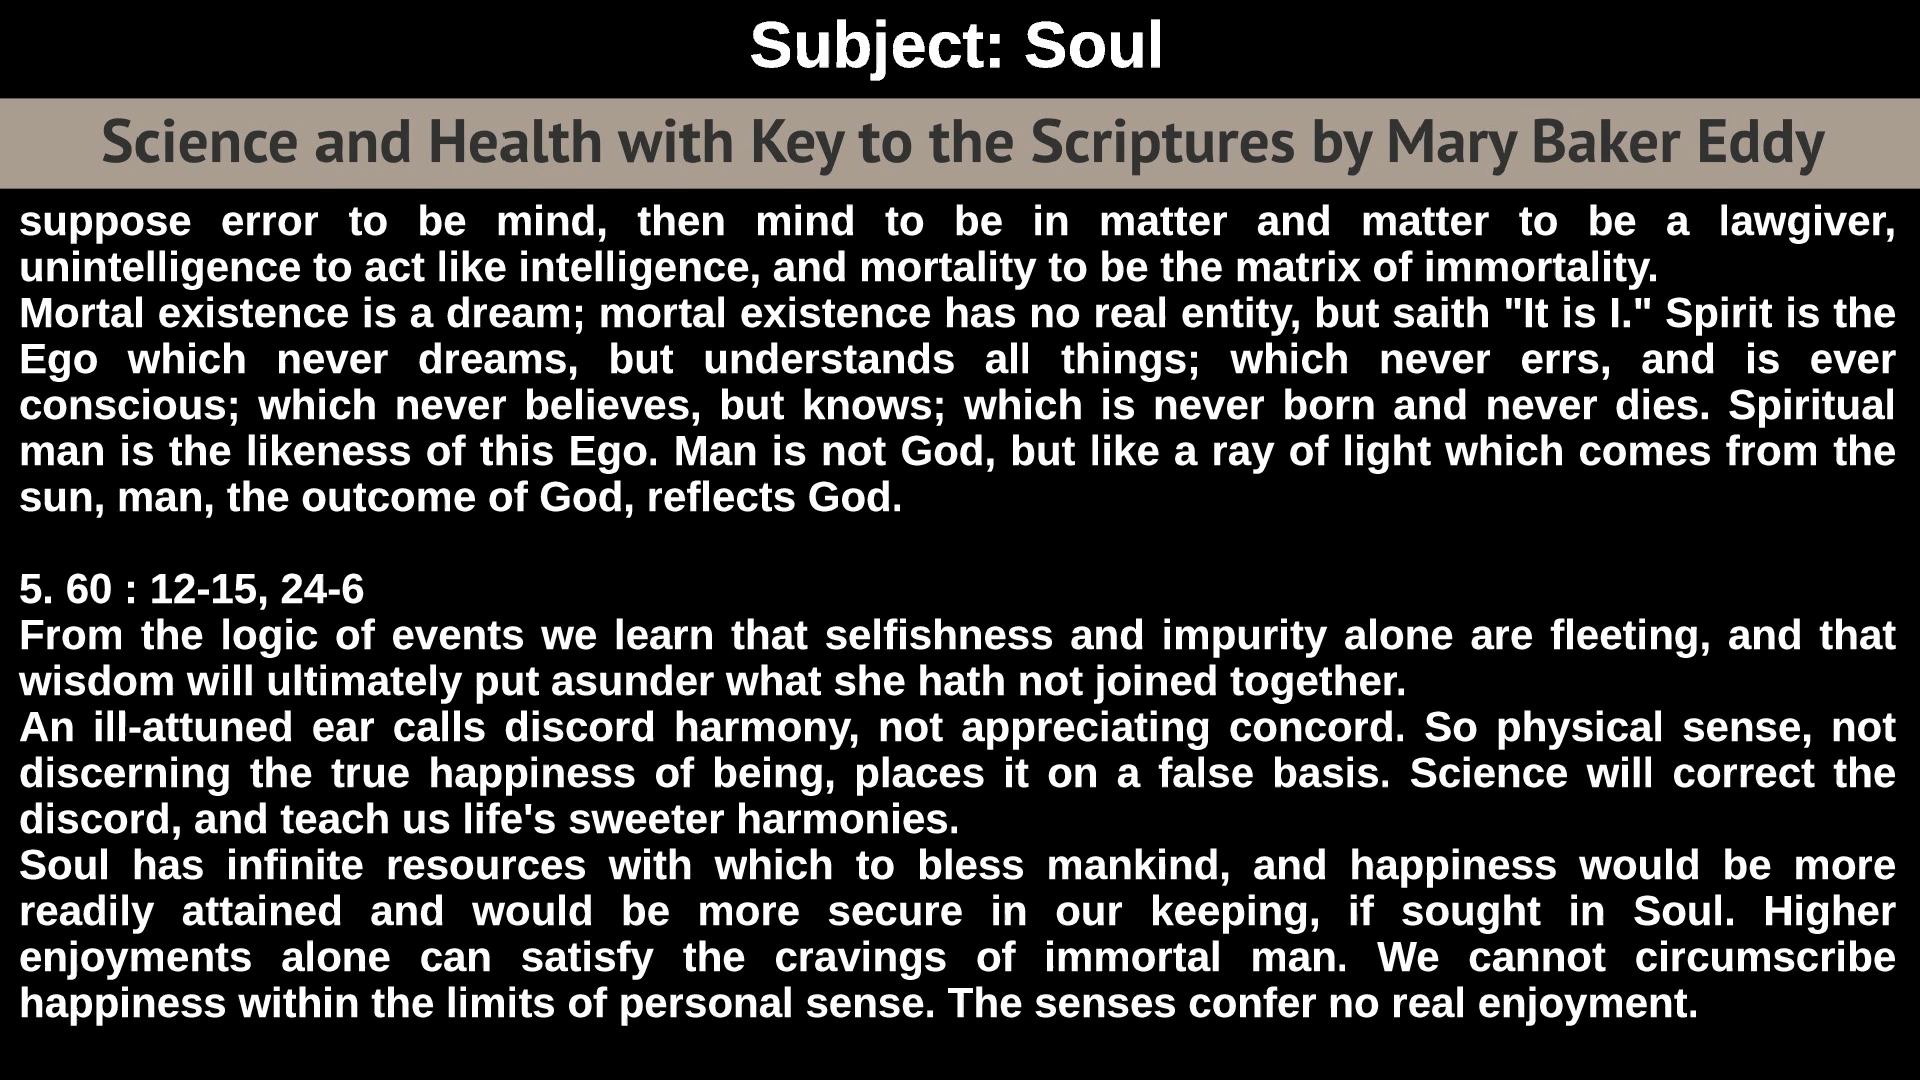 Subject: Soul
Science and Health with Key to the Scriptures by Mary Baker Eddy
suppose error to be mind, then mind to be in matter and matter to be a lawgiver,
unintelligence to act like intelligence, and mortality to be the matrix of immortality.
Mortal existence is a dream; mortal existence has no real entity, but saith "It is I." Spirit is the
Ego which never dreams, but understands all things; which never errs, and is ever
conscious; which never believes, but knows; which is never born and never dies. Spiritual
man is the likeness of this Ego. Man is not God, but like a ray of light which comes from the
sun, man, the outcome of God, reflects God.
5. 60 : 12-15, 24-6
From the logic of events we learn that selfishness and impurity alone are fleeting, and that
wisdom will ultimately put asunder what she hath not joined together.
An ill-attuned ear calls discord harmony, not appreciating concord. So physical sense, not
discerning the true happiness of being, places it on a false basis. Science will correct the
discord, and teach us life's sweeter harmonies.
Soul has infinite resources with which to bless mankind, and happiness would be more
readily attained and would be more secure in our keeping, if sought in Soul. Higher
enjoyments alone can satisfy the cravings of immortal man. We cannot circumscribe
happiness within the limits of personal sense. The senses confer no real enjoyment.